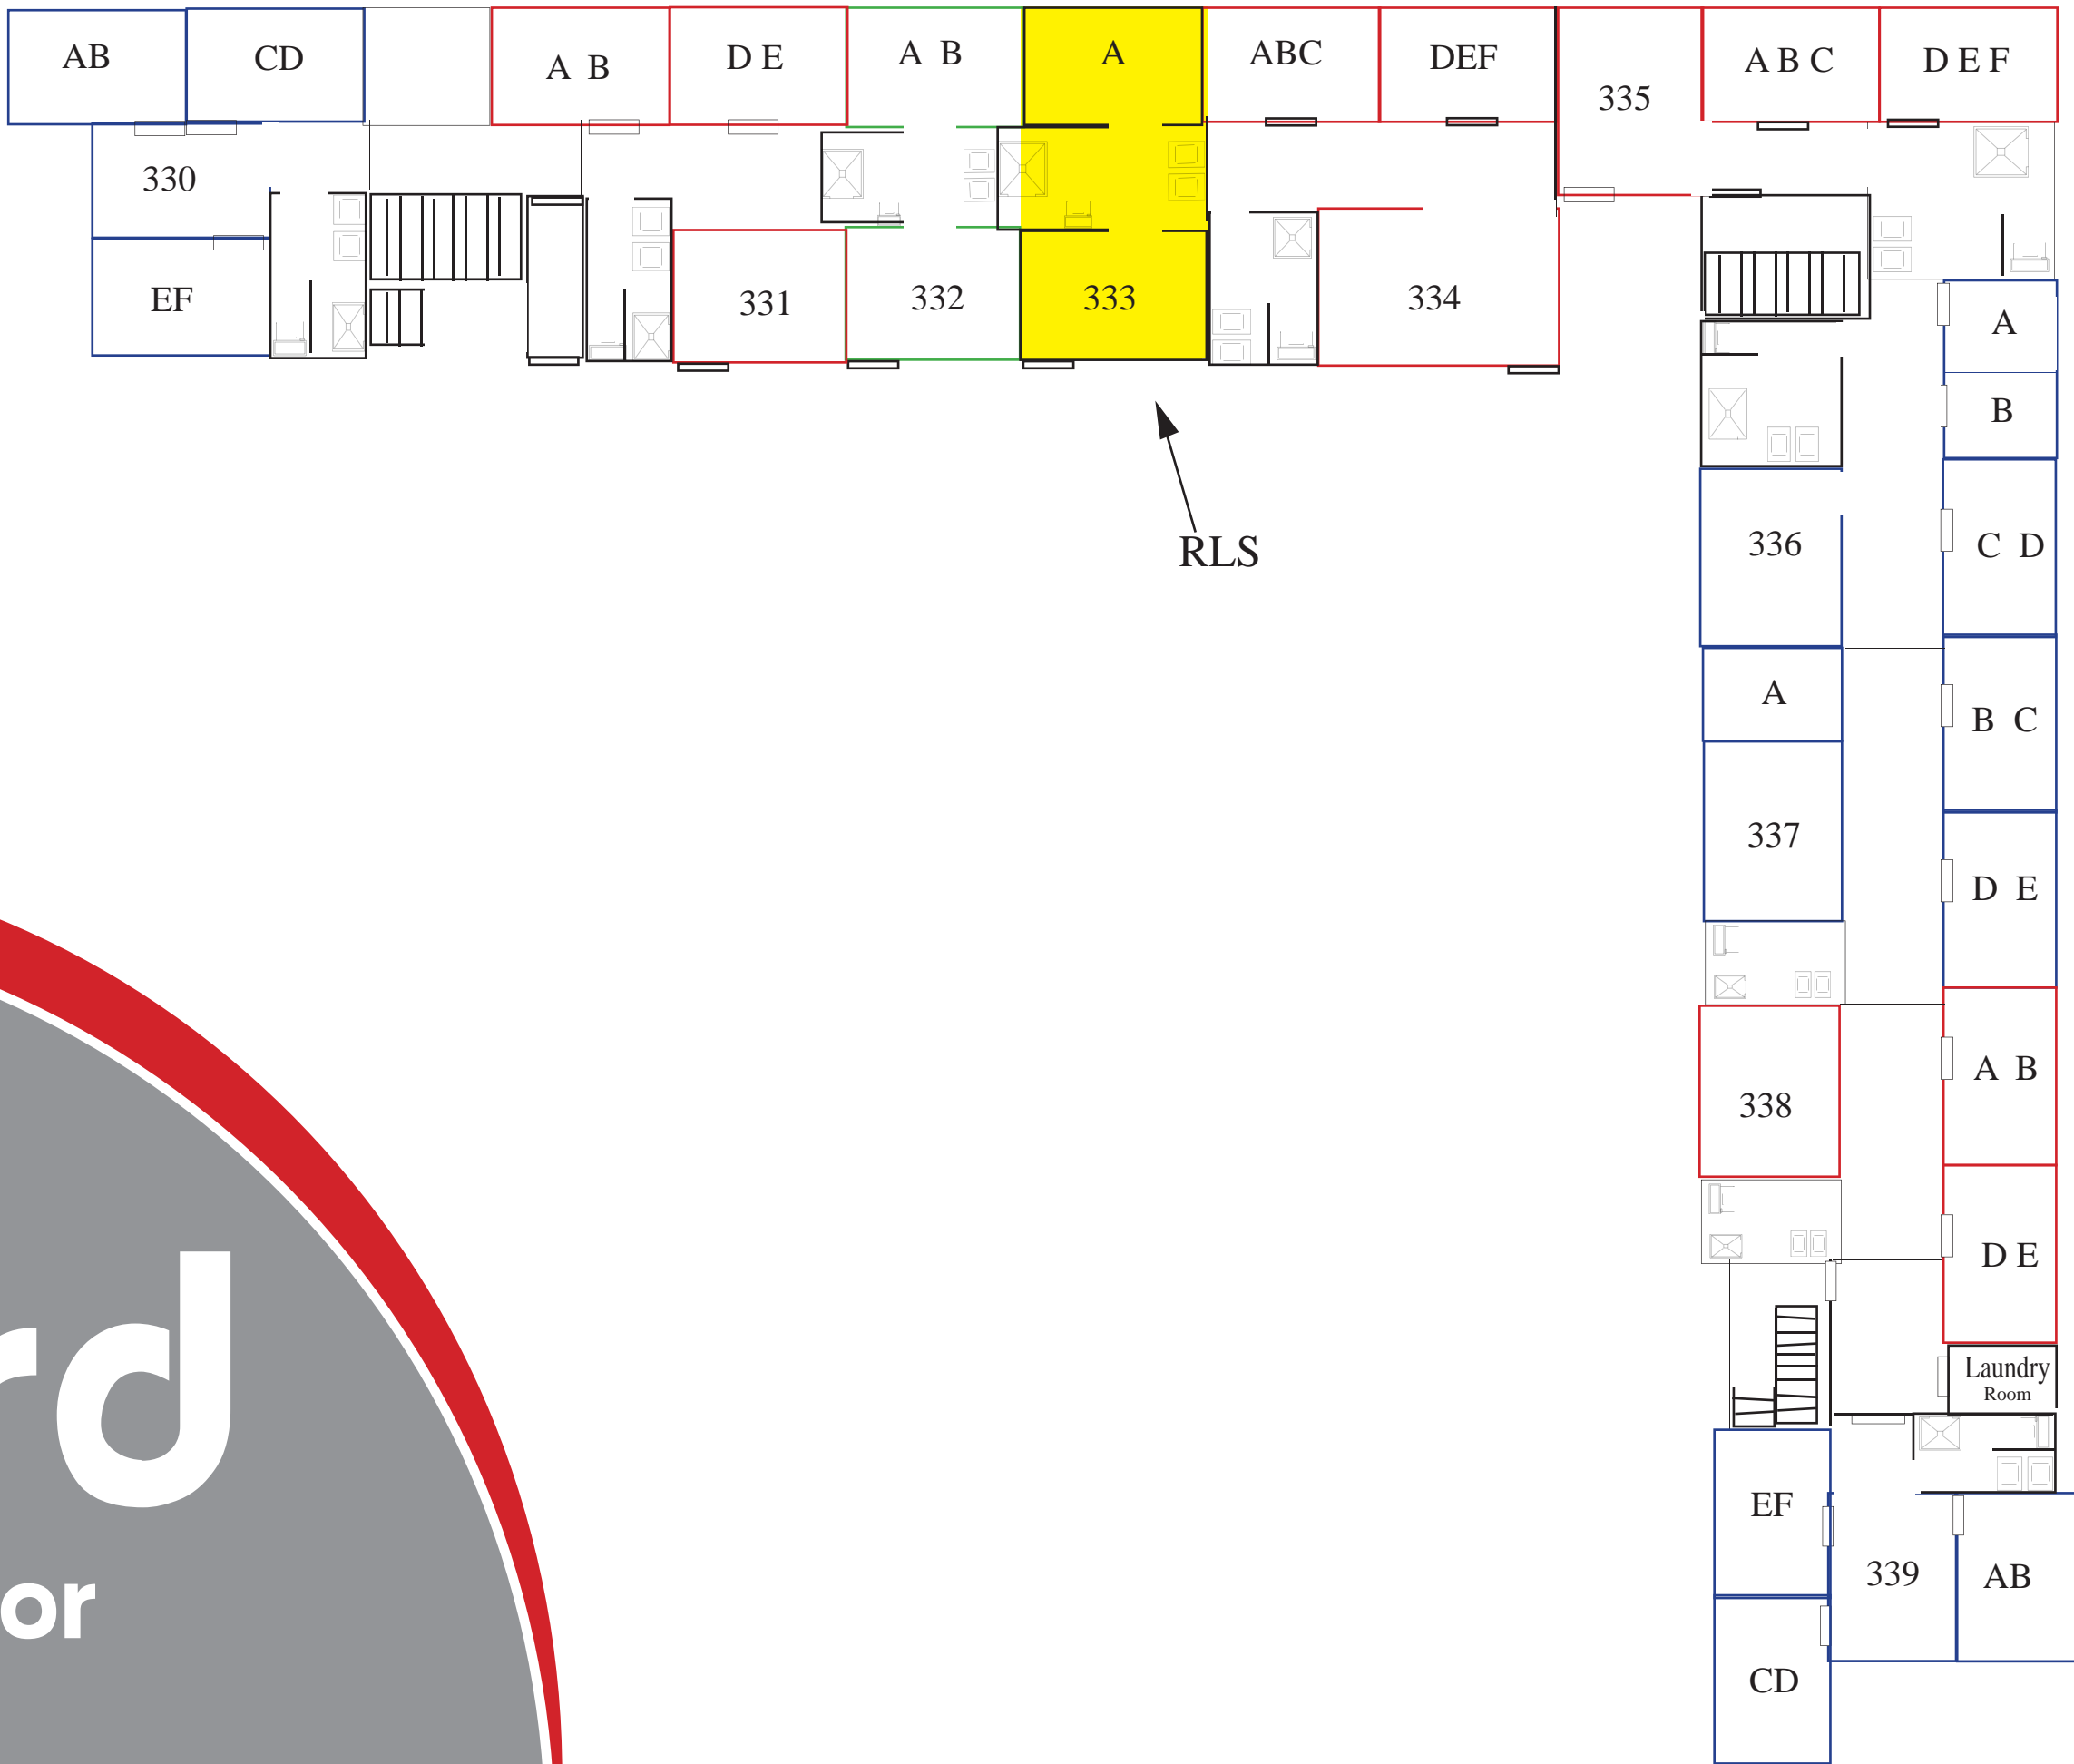 AB
CD
A B
D E
A B
A
ABC
DEF
335
A B C
D E F
330
EF
331
332
333
334
A
B
RLS
336
C D
A
B C
337
D E
338
A B
D E
Laundry
Room
EF
339
AB
CD
rd
or